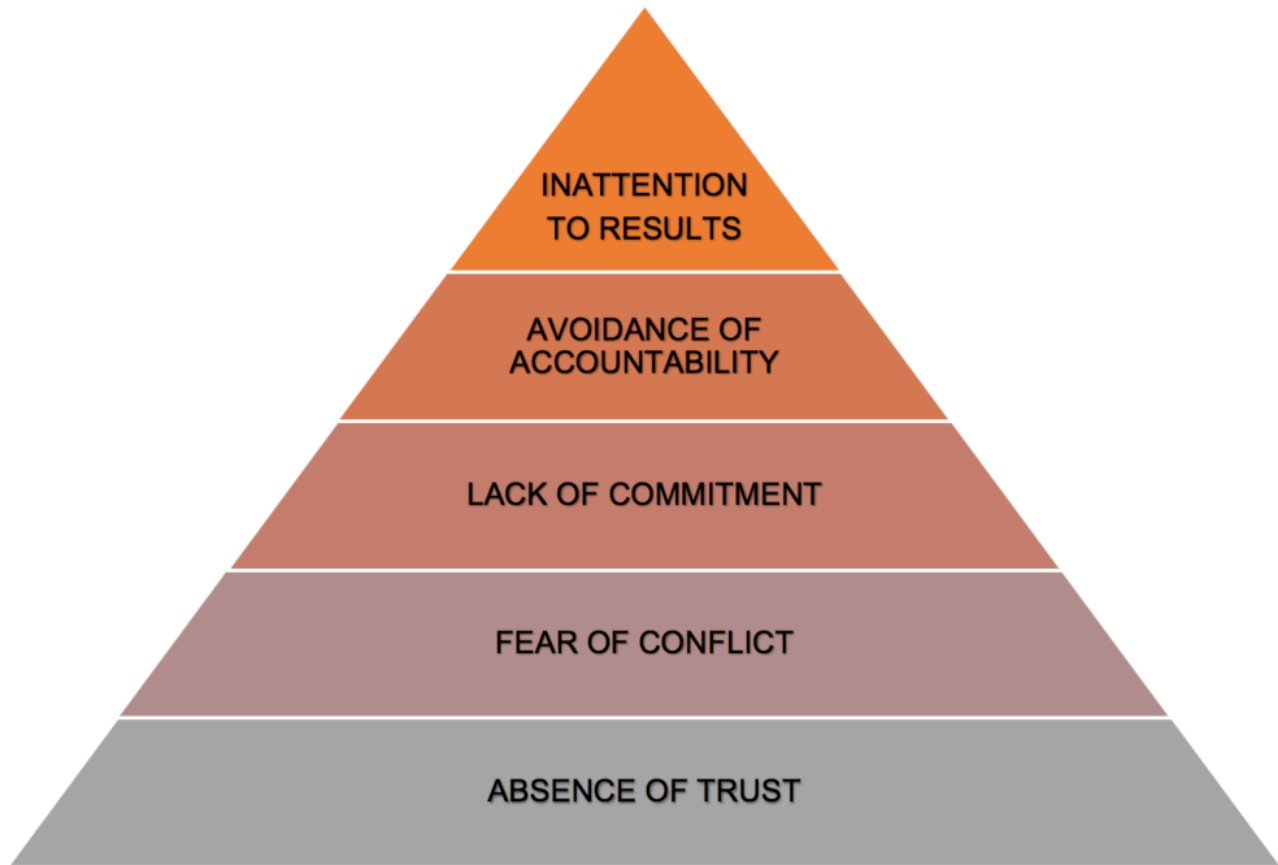 INATTENTION
TO RESULTS
AVOIDANCE OF
ACCOUNTABILITY
LACK OF COMMITMENT
FEAR OF CONFLICT
ABSENCE OF TRUST